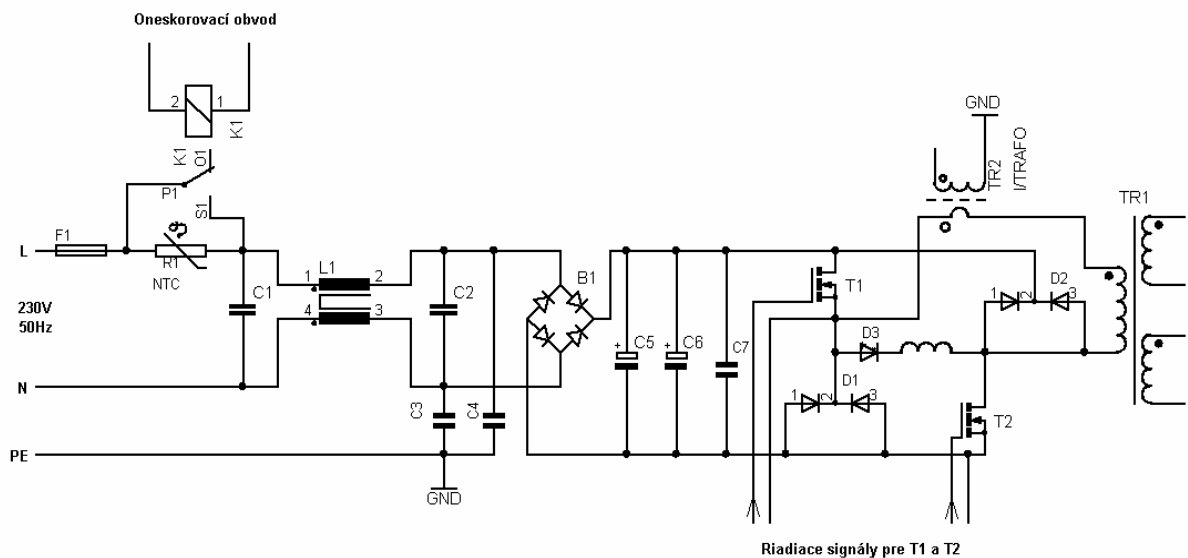 Oneskorovací obvod
2
1
K1
K1
O1
P1
S1
GND
TR2
I/TRAFO
TR1
L
F1
R1
NTC
1
L1
2
B1
T1
1
2
D2
3
230V
50Hz
C1
4
3
C2
+
C5
+
C6
C7
D3
1
2
D1
3
N
C3
C4
T2
PE
GND
Riadiace signály pre T1 a T2